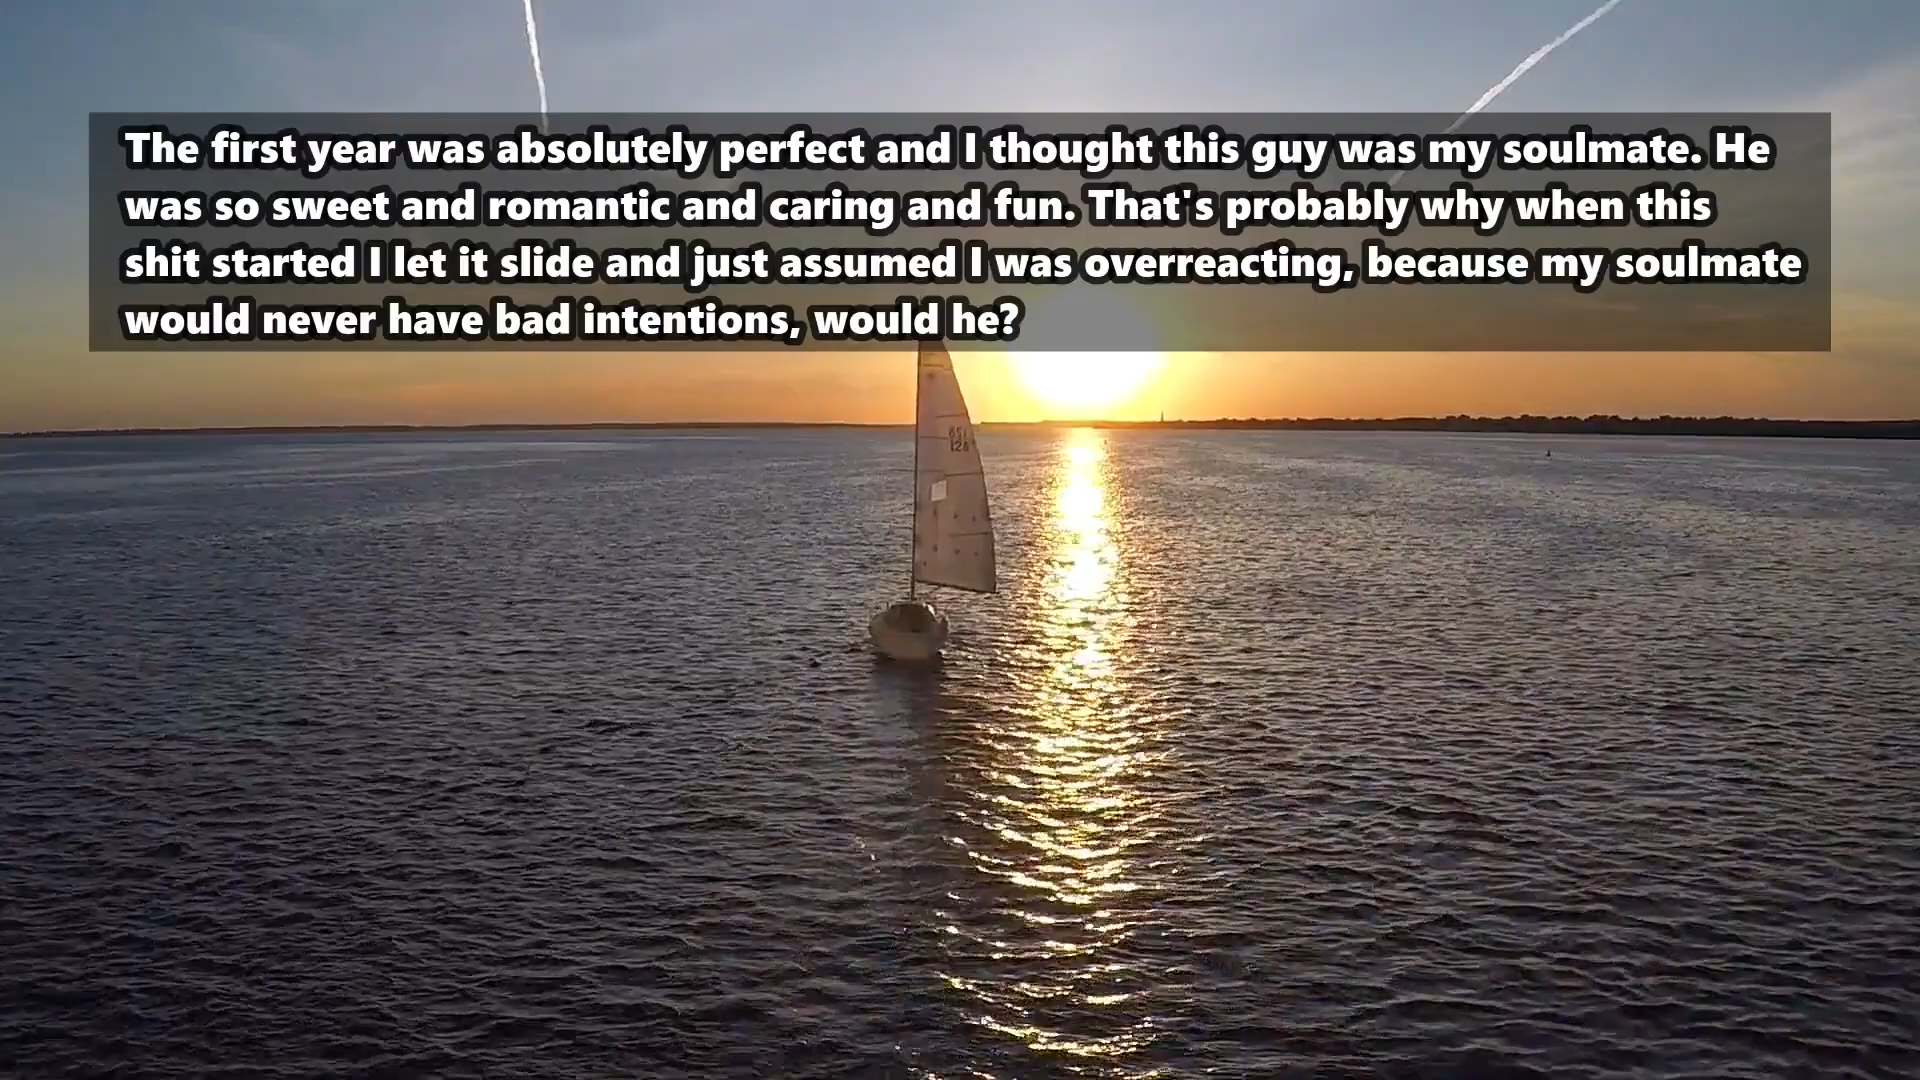 The first year was absolutely perfect and I thought this guy was my soulmate. He
was so sweet and romantic and caring and fun. That's probably why when this
shit started I let it slide and just assumed I was overreacting, because my soulmate
would never have bad intentions, would he?